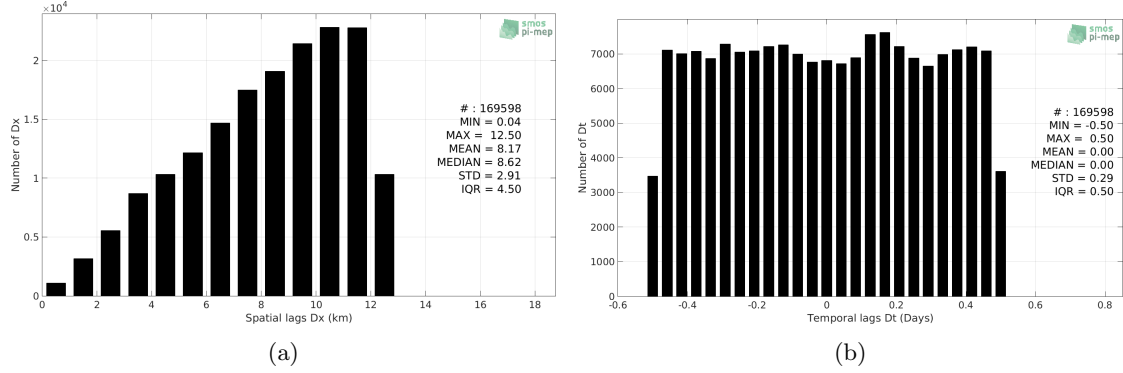 ×10⁴
smos
pi-mep
2
1.5
1
0.5
0
Number of Dx
# : 169598
MIN = 0.04
MAX = 12.50
MEAN = 8.17
MEDIAN = 8.62
STD = 2.91
IQR = 4.50
0 2 4 6 8 10 12 14 16 18
Spatial lags Dx (km)
(a)
smos
pi-mep
7000
6000
5000
4000
3000
2000
1000
0
Number of Dt
# : 169598
MIN = -0.50
MAX = 0.50
MEAN = 0.00
MEDIAN = 0.00
STD = 0.29
IQR = 0.50
-0.6 -0.4 -0.2 0 0.2 0.4 0.6 0.8
Temporal lags Dt (Days)
(b)